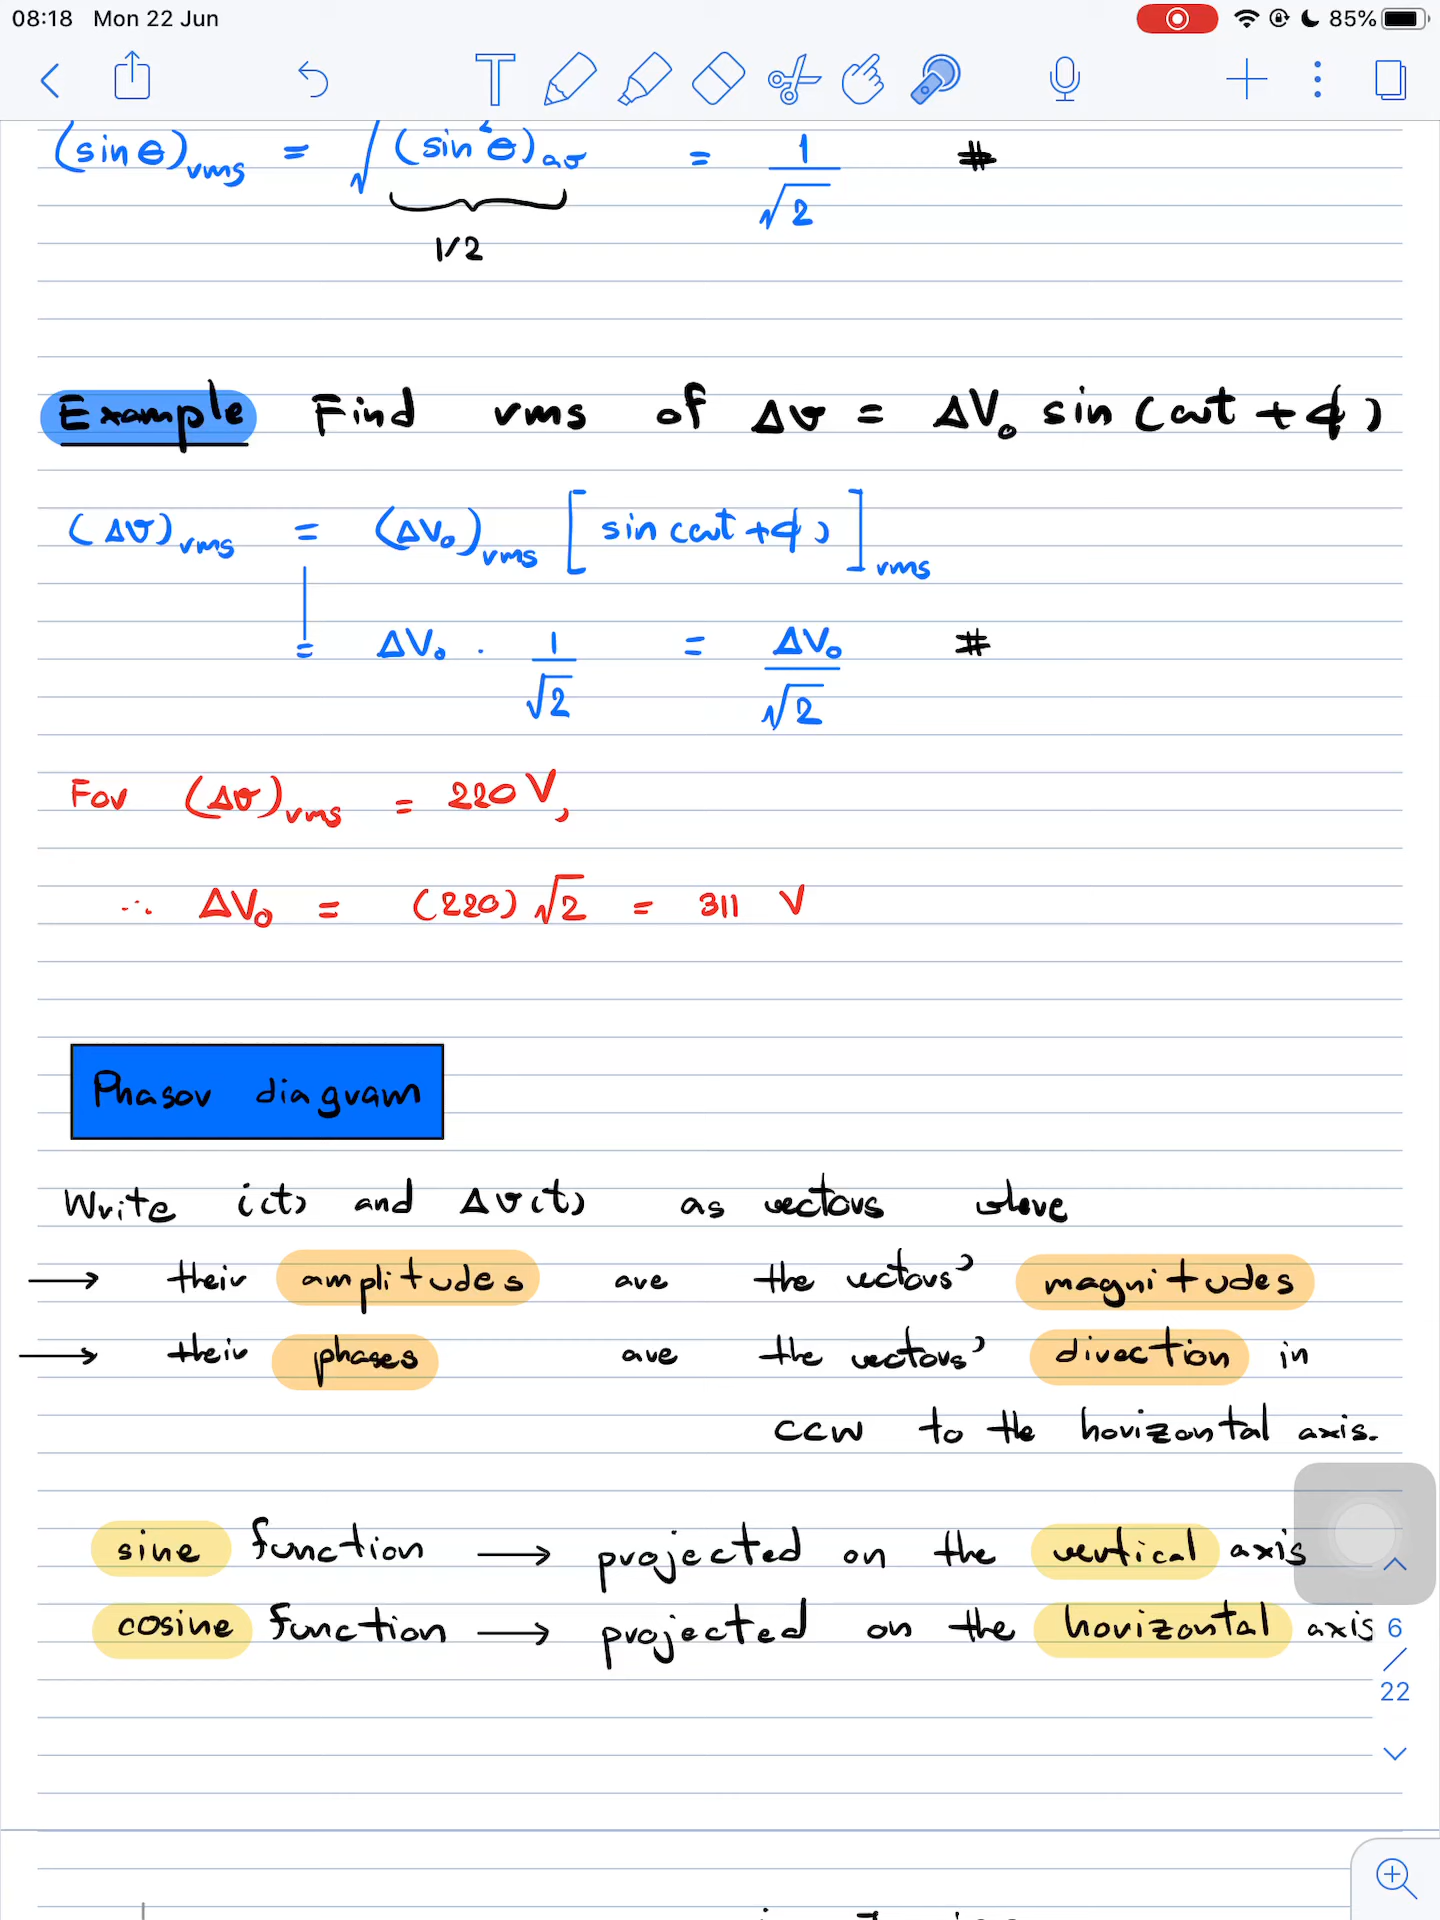 08:18 Mon 22 Jun 85%
T
(sin θ)rms = √(sin²θ)av = 1/√2 #
1/2
Example Find rms of Δv = ΔV₀ sin(ωt + ϕ)
(Δv)rms = (ΔV₀)rms [sin(ωt + ϕ)]rms
= ΔV₀ · 1/√2 = ΔV₀/√2 #
For (Δv)rms = 220 V,
∴ ΔV₀ = (220)√2 = 311 V
Phasor diagram
Write i(t) and Δv(t) as vectors where
→ their amplitudes are the vectors' magnitudes
→ their phases are the vectors' direction in
ccw to the horizontal axis.
sine function → projected on the vertical axis
cosine function → projected on the horizontal axis
6
/
22